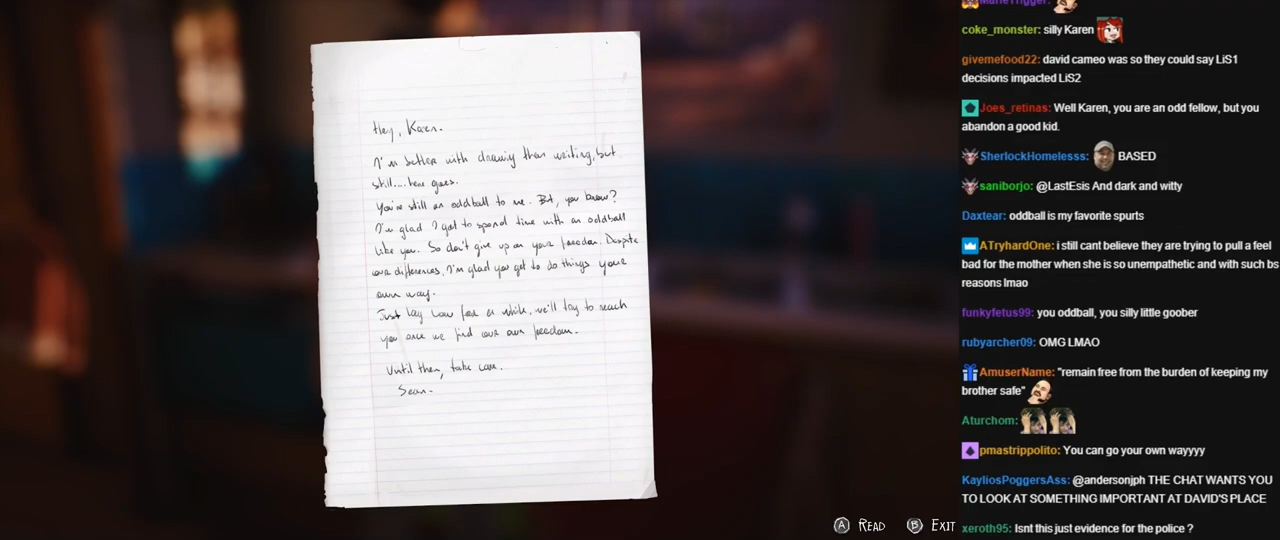 Hey, Karen.
I'm better with drawing than writing, but
still.... here goes.
You're still an oddball to me. But, you know?
I'm glad I got to spend time with an oddball
like you. So don't give up on your freedom. Despite
our differences, I'm glad you get to do things your
own way.
Just lay low for a while, we'll try to reach
you once we find our own freedom.
Until then, take care.
Sean.
A READ B EXIT
coke_monster: silly Karen
givemefood22: david cameo was so they could say LiS1
decisions impacted LiS2
Joes_retinas: Well Karen, you are an odd fellow, but you
abandon a good kid.
SherlockHomelesss: BASED
saniborjo: @LastEsis And dark and witty
Daxtear: oddball is my favorite spurts
ATryhardOne: i still cant believe they are trying to pull a feel
bad for the mother when she is so unempathetic and with such bs
reasons lmao
funkyfetus99: you oddball, you silly little goober
rubyarcher09: OMG LMAO
AmuserName: "remain free from the burden of keeping my
brother safe"
Aturchom:
pmastrippolito: You can go your own wayyyy
KayliosPoggersAss: @andersonjph THE CHAT WANTS YOU
TO LOOK AT SOMETHING IMPORTANT AT DAVID'S PLACE
xeroth95: Isnt this just evidence for the police ?